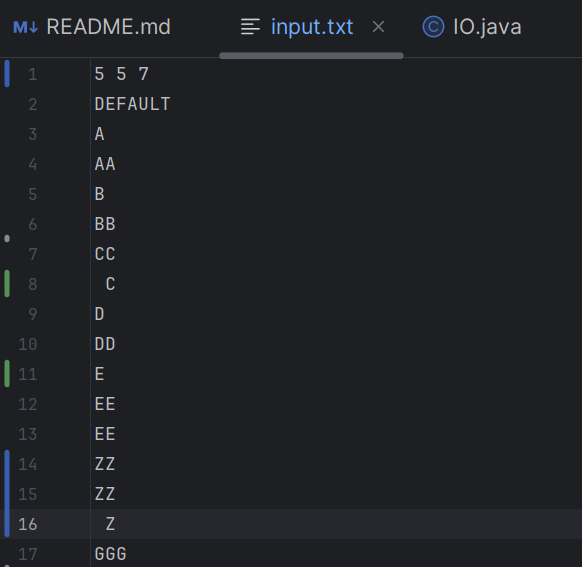 M↓ README.md input.txt × © IO.java
1 5 5 7
2 DEFAULT
3 A
4 AA
5 B
6 BB
7 CC
8  C
9 D
10 DD
11 E
12 EE
13 EE
14 ZZ
15 ZZ
16  Z
17 GGG